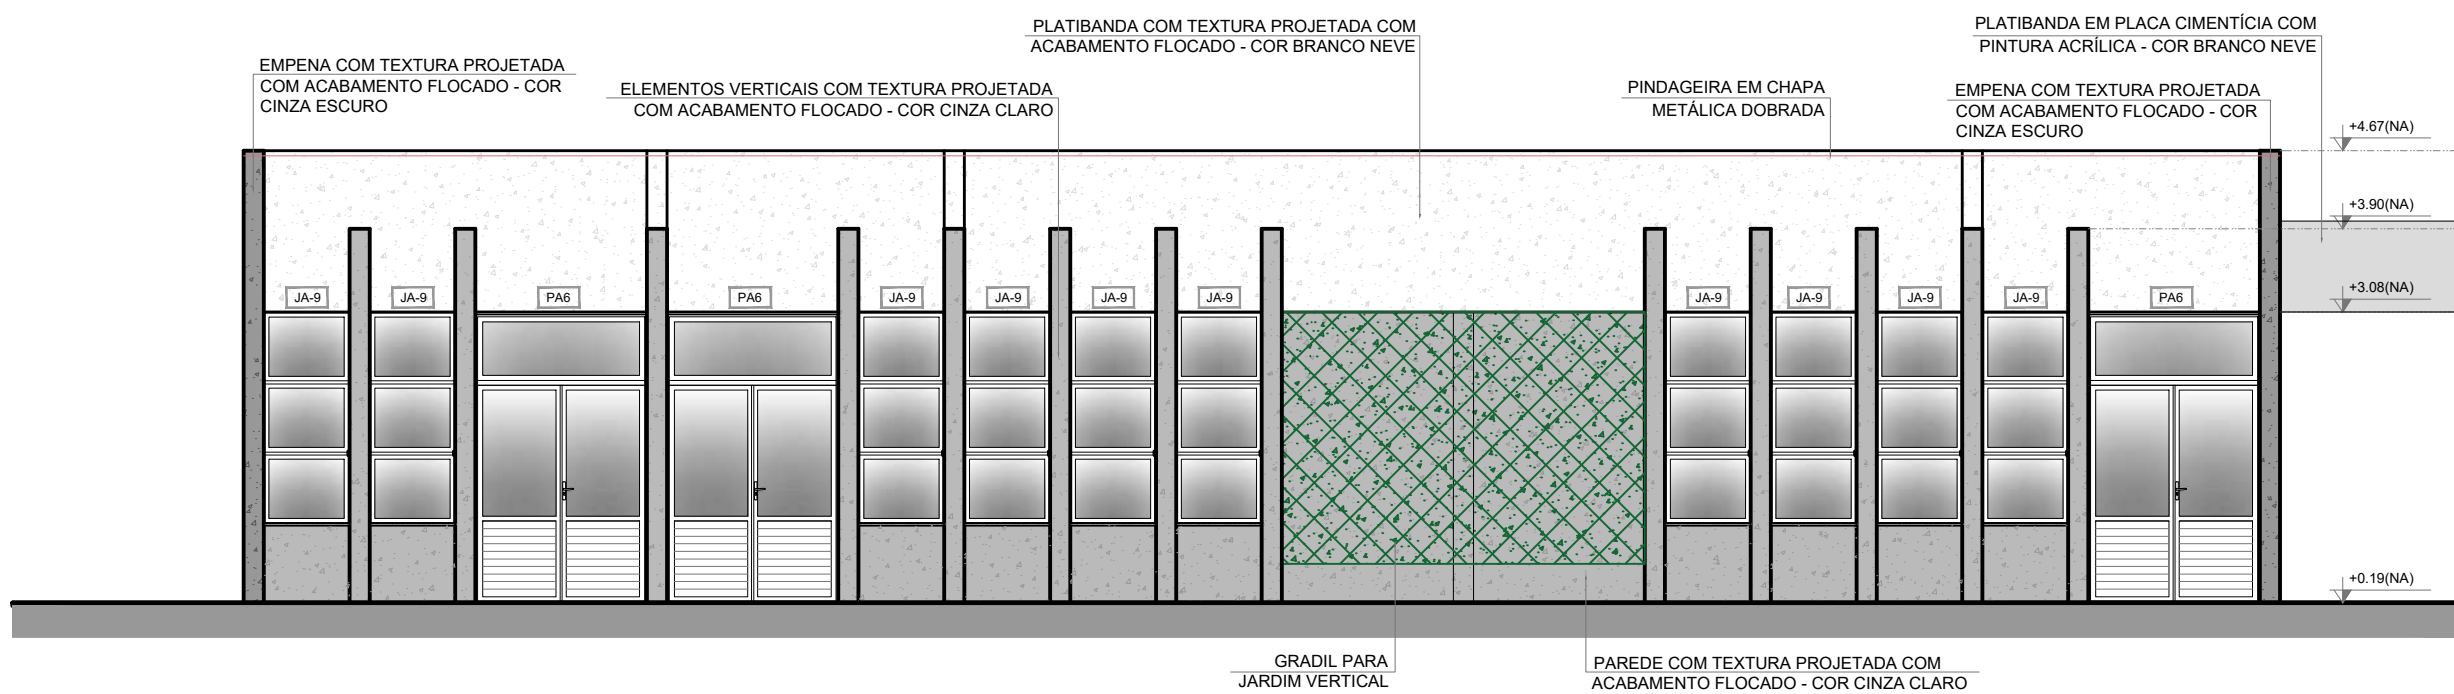 PLATIBANDA COM TEXTURA PROJETADA COM
ACABAMENTO FLOCADO - COR BRANCO NEVE
PLATIBANDA EM PLACA CIMENTÍCIA COM
PINTURA ACRÍLICA - COR BRANCO NEVE
EMPENA COM TEXTURA PROJETADA
COM ACABAMENTO FLOCADO - COR
CINZA ESCURO
ELEMENTOS VERTICAIS COM TEXTURA PROJETADA
COM ACABAMENTO FLOCADO - COR CINZA CLARO
PINDAGEIRA EM CHAPA
METÁLICA DOBRADA
EMPENA COM TEXTURA PROJETADA
COM ACABAMENTO FLOCADO - COR
CINZA ESCURO
+4.67(NA)
+3.90(NA)
+3.08(NA)
JA-9
JA-9
PA6
PA6
JA-9
JA-9
JA-9
JA-9
JA-9
JA-9
JA-9
JA-9
PA6
+0.19(NA)
GRADIL PARA
JARDIM VERTICAL
PAREDE COM TEXTURA PROJETADA COM
ACABAMENTO FLOCADO - COR CINZA CLARO